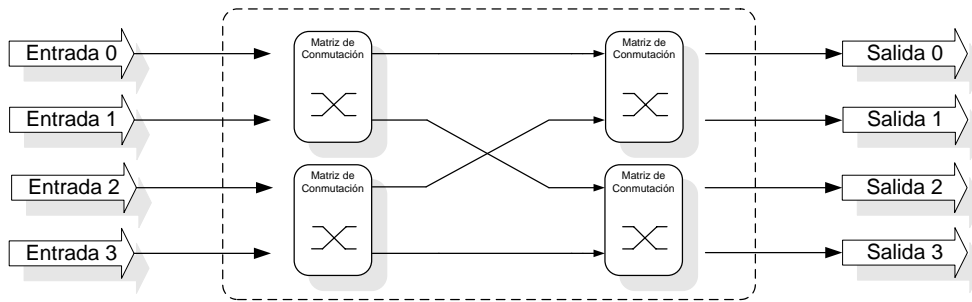 Entrada 0
Matriz de
Conmutación
Matriz de
Conmutación
Salida 0
Entrada 1
Salida 1
Entrada 2
Matriz de
Conmutación
Matriz de
Conmutación
Salida 2
Entrada 3
Salida 3